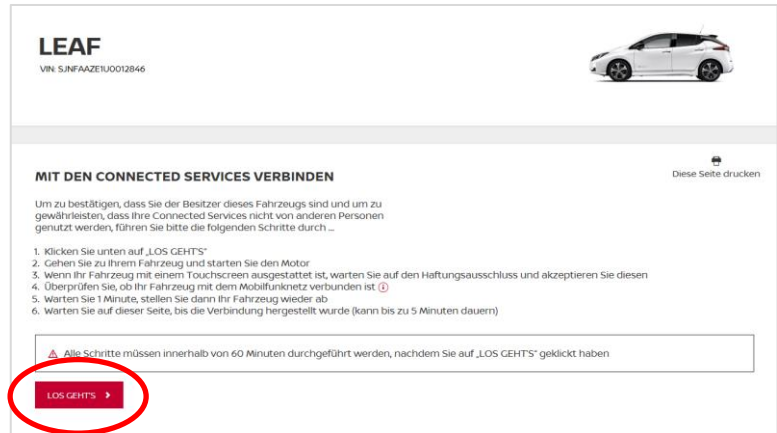 LEAF
VIN: SJNFAAZE1U0012846
Diese Seite drucken
MIT DEN CONNECTED SERVICES VERBINDEN
Um zu bestätigen, dass Sie der Besitzer dieses Fahrzeugs sind und um zu
gewährleisten, dass Ihre Connected Services nicht von anderen Personen
genutzt werden, führen Sie bitte die folgenden Schritte durch ...
1. Klicken Sie unten auf „LOS GEHT'S"
2. Gehen Sie zu Ihrem Fahrzeug und starten Sie den Motor
3. Wenn Ihr Fahrzeug mit einem Touchscreen ausgestattet ist, warten Sie auf den Haftungsausschluss und akzeptieren Sie diesen
4. Überprüfen Sie, ob Ihr Fahrzeug mit dem Mobilfunknetz verbunden ist
5. Warten Sie 1 Minute, stellen Sie dann Ihr Fahrzeug wieder ab
6. Warten Sie auf dieser Seite, bis die Verbindung hergestellt wurde (kann bis zu 5 Minuten dauern)
Alle Schritte müssen innerhalb von 60 Minuten durchgeführt werden, nachdem Sie auf „LOS GEHT'S" geklickt haben
LOS GEHT'S